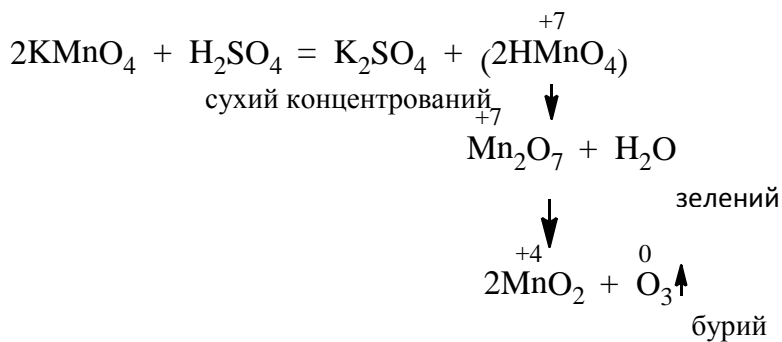 +7
2KMnO4 + H2SO4 = K2SO4 + (2HMnO4)
сухий концентрований
+7
Mn2O7 + H2O
зелений
+4 0
2MnO2 + O3
бурий